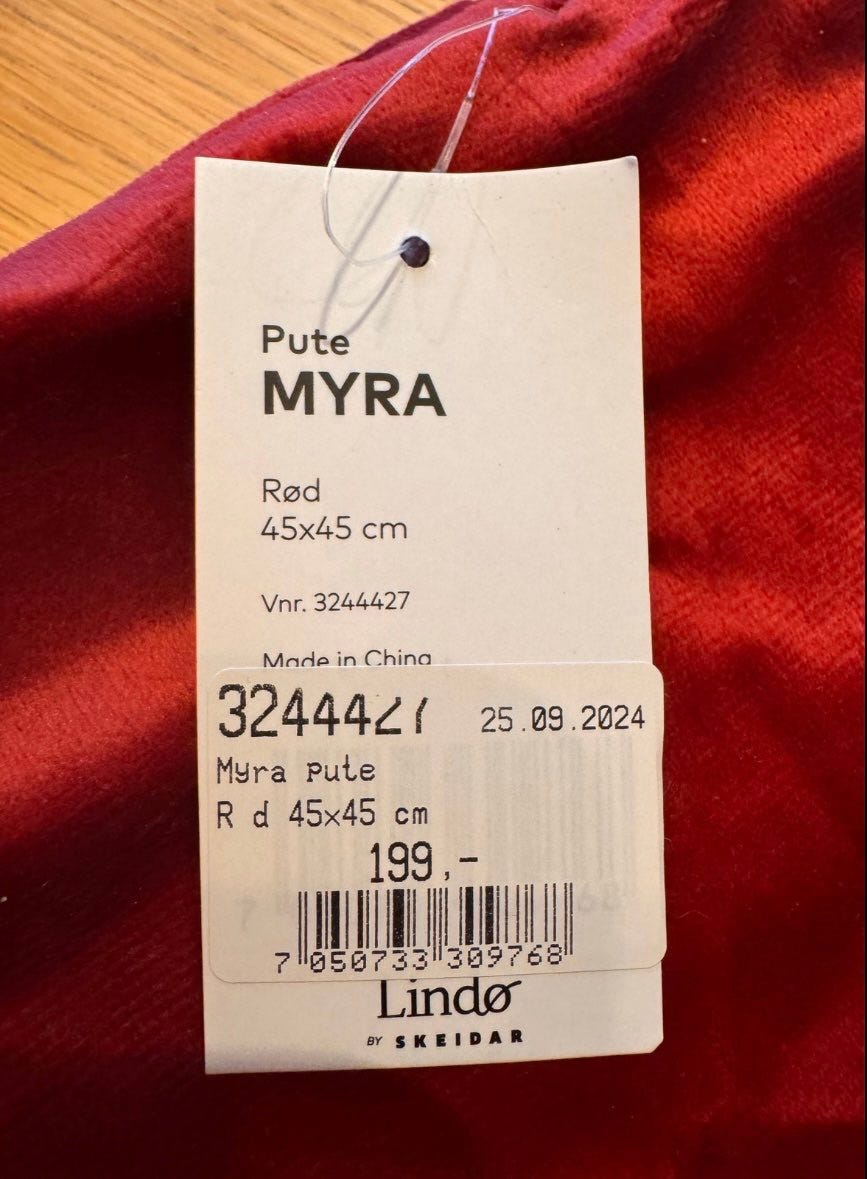 Pute
MYRA
Rød
45x45 cm
Vnr. 3244427
Made in China
3244427 25.09.2024
Myra pute
R d 45x45 cm
199,-
7 050733 309768
Lindø
BY SKEIDAR